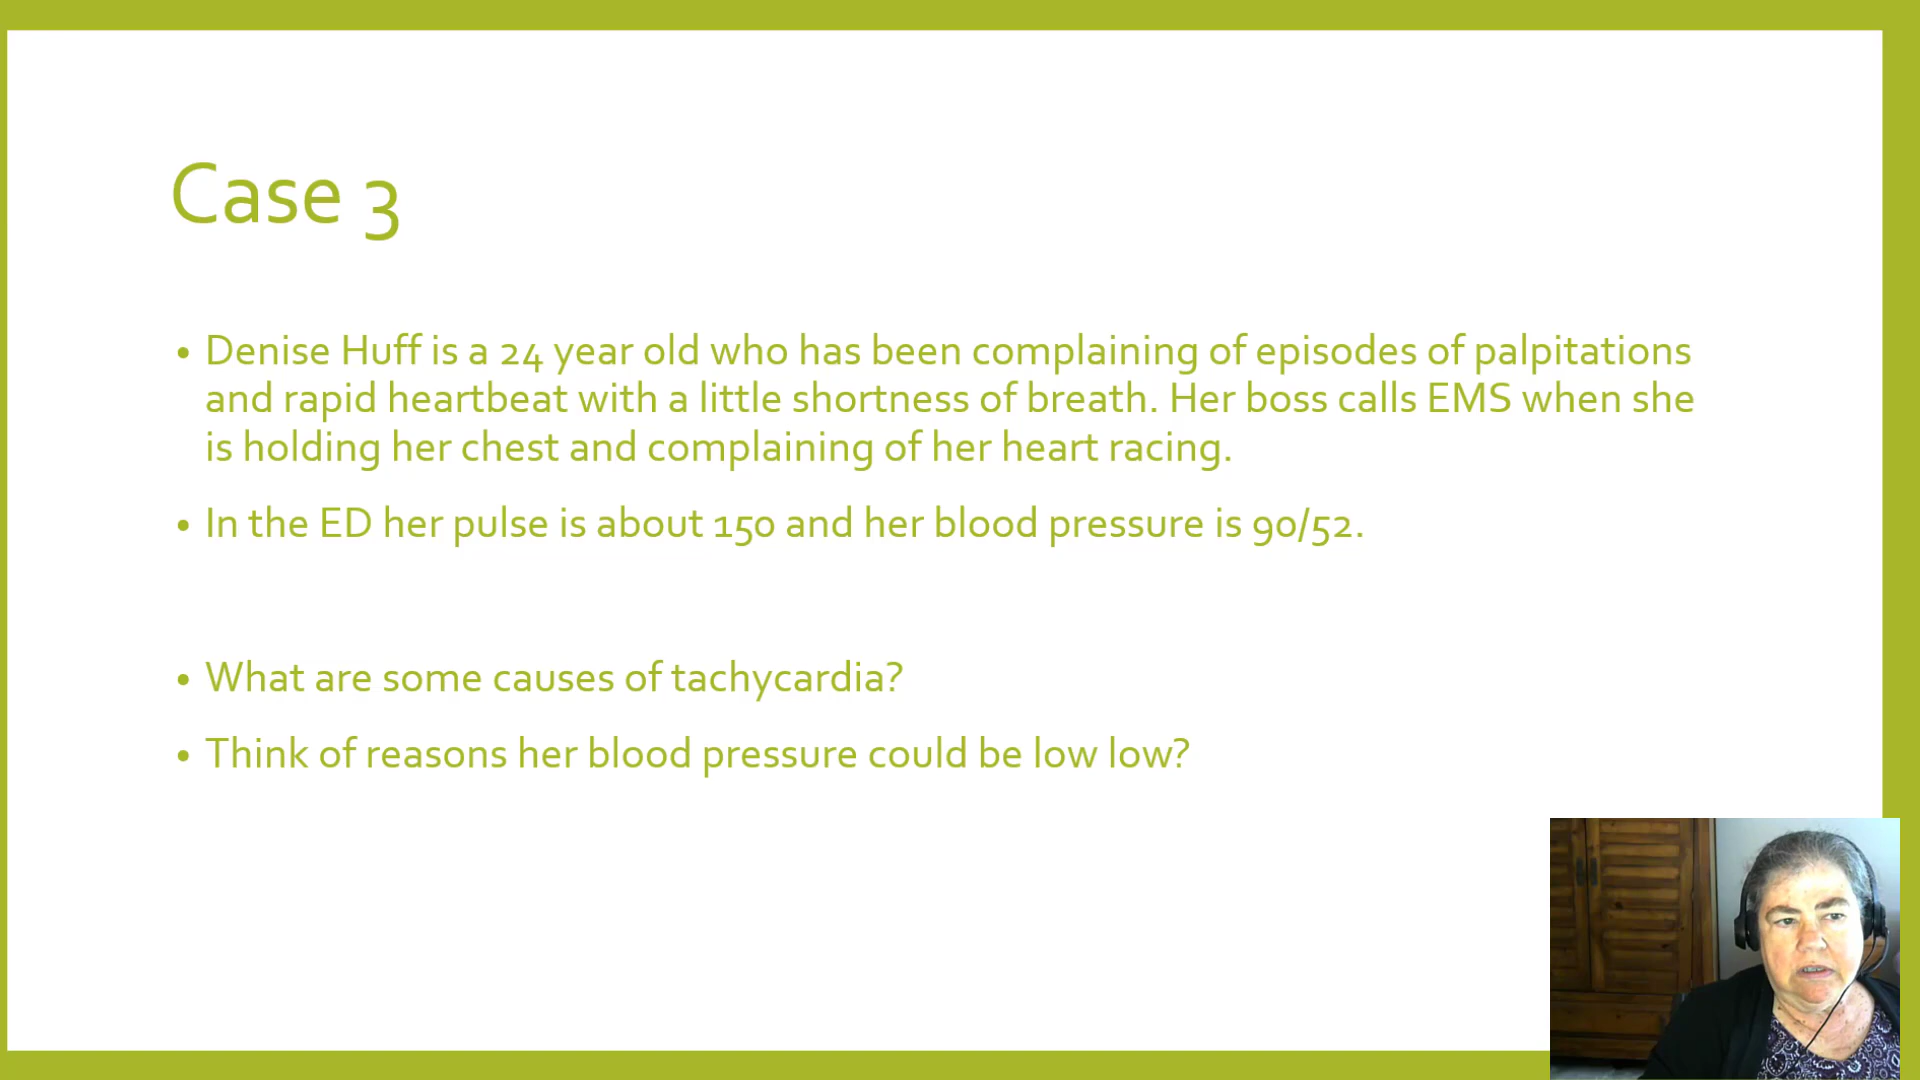 Case 3
• Denise Huff is a 24 year old who has been complaining of episodes of palpitations
and rapid heartbeat with a little shortness of breath. Her boss calls EMS when she
is holding her chest and complaining of her heart racing.
• In the ED her pulse is about 150 and her blood pressure is 90/52.
• What are some causes of tachycardia?
• Think of reasons her blood pressure could be low low?